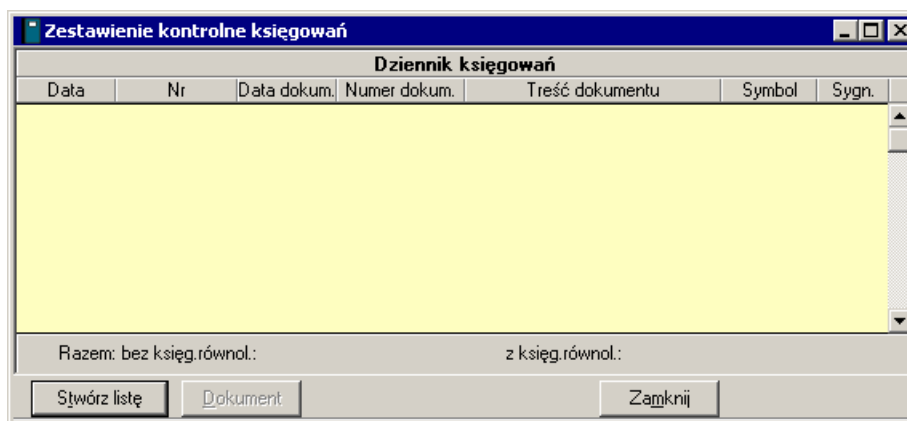 Zestawienie kontrolne księgowań
Dziennik księgowań
Data Nr Data dokum. Numer dokum. Treść dokumentu Symbol Sygn.
Razem: bez księg.równol.: z księg.równol.:
Stwórz listę Dokument Zamknij